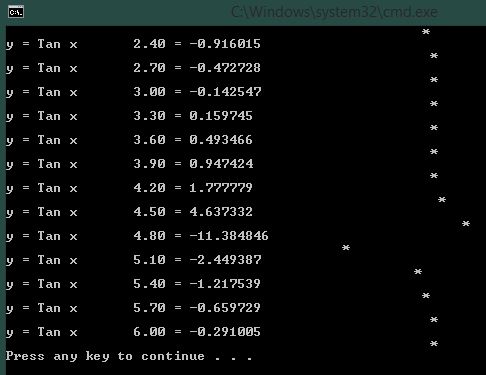 C:\Windows\system32\cmd.exe
*
y = Tan x 2.40 = -0.916015
*
y = Tan x 2.70 = -0.472728
*
y = Tan x 3.00 = -0.142547
*
y = Tan x 3.30 = 0.159745
*
y = Tan x 3.60 = 0.493466
*
y = Tan x 3.90 = 0.947424
*
y = Tan x 4.20 = 1.777779
*
y = Tan x 4.50 = 4.637332
*
y = Tan x 4.80 = -11.384846
*
y = Tan x 5.10 = -2.449387
*
y = Tan x 5.40 = -1.217539
*
y = Tan x 5.70 = -0.659729
*
y = Tan x 6.00 = -0.291005
*
Press any key to continue . . .